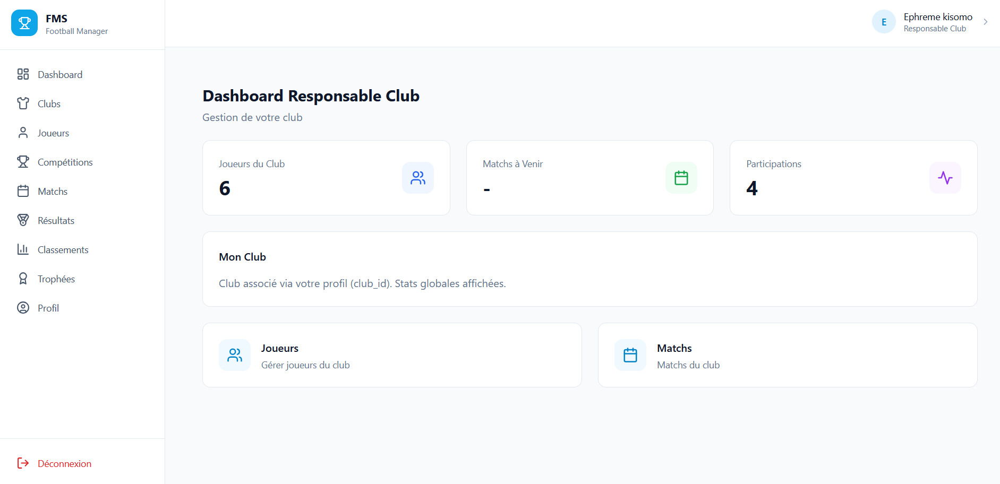 FMS
Football Manager
Ephreme kisomo
Responsable Club
E
Dashboard
Clubs
Joueurs
Compétitions
Matchs
Résultats
Classements
Trophées
Profil
Déconnexion
Dashboard Responsable Club
Gestion de votre club
Joueurs du Club
6
Matchs à Venir
-
Participations
4
Mon Club
Club associé via votre profil (club_id). Stats globales affichées.
Joueurs
Gérer joueurs du club
Matchs
Matchs du club